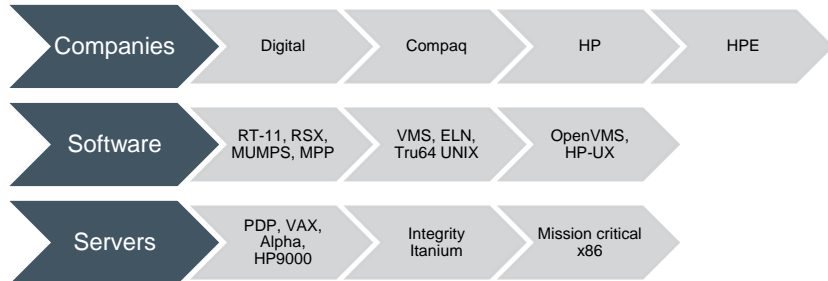 Companies
Digital
Compaq
HP
HPE
Software
RT-11, RSX,
MUMPS, MPP
VMS, ELN,
Tru64 UNIX
OpenVMS,
HP-UX
Servers
PDP, VAX,
Alpha,
HP9000
Integrity
Itanium
Mission critical
x86